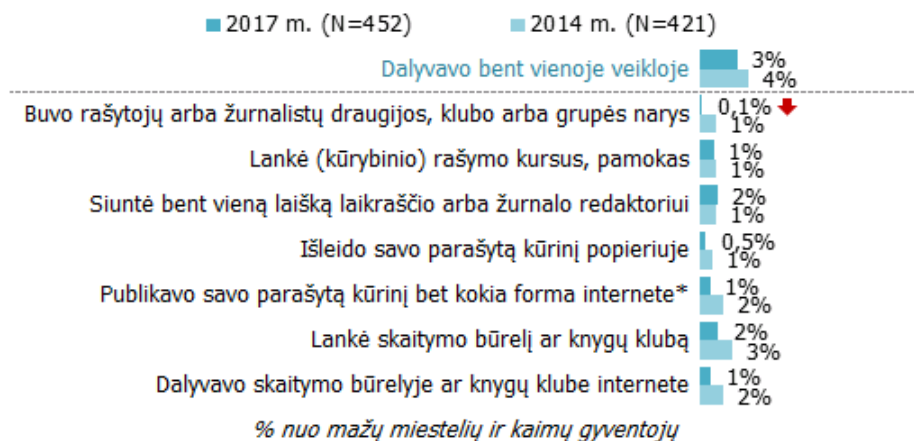 2017 m. (N=452) 2014 m. (N=421)
Dalyvavo bent vienoje veikloje 3%
4%
Buvo rašytojų arba žurnalistų draugijos, klubo arba grupės narys 0,1%
1%
Lankė (kūrybinio) rašymo kursus, pamokas 1%
1%
Siuntė bent vieną laišką laikraščio arba žurnalo redaktoriui 2%
1%
Išleido savo parašytą kūrinį popieriuje 0,5%
1%
Publikavo savo parašytą kūrinį bet kokia forma internete* 1%
2%
Lankė skaitymo būrelį ar knygų klubą 2%
3%
Dalyvavo skaitymo būrelyje ar knygų klube internete 1%
2%
% nuo mažų miestelių ir kaimų gyventojų